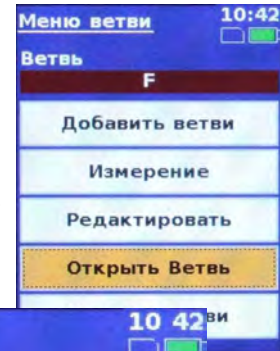 Меню ветви 10:42
Ветвь
F
Добавить ветви
Измерение
Редактировать
Открыть Ветвь
10 42